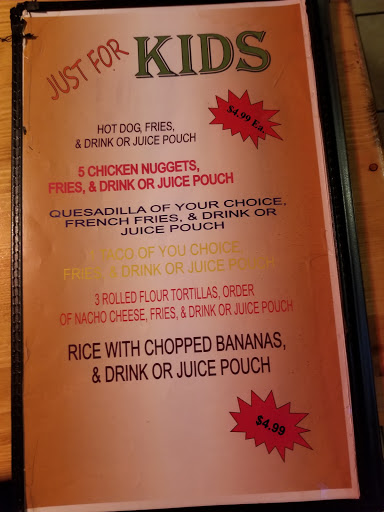 JUST FOR KIDS
$4.99 Ea.
HOT DOG, FRIES,
& DRINK OR JUICE POUCH
5 CHICKEN NUGGETS,
FRIES, & DRINK OR JUICE POUCH
QUESADILLA OF YOUR CHOICE,
FRENCH FRIES, & DRINK OR
JUICE POUCH
TACO OF YOU CHOICE,
FRIES, & DRINK OR JUICE POUCH
3 ROLLED FLOUR TORTILLAS, ORDER
OF NACHO CHEESE, FRIES, & DRINK OR JUICE POUCH
RICE WITH CHOPPED BANANAS,
& DRINK OR JUICE POUCH
$4.99